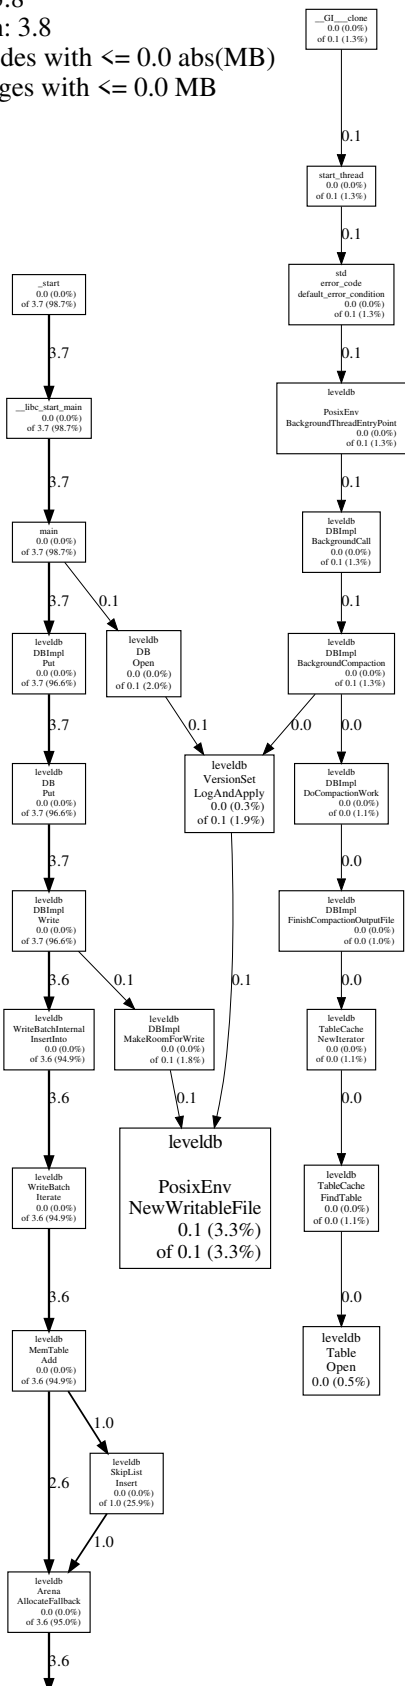 des with <= 0.0 abs(MB)
ges with <= 0.0 MB
__GI___clone
0.0 (0.0%)
of 0.1 (1.3%)
0.1
start_thread
0.0 (0.0%)
of 0.1 (1.3%)
0.1
std
error_code
default_error_condition
0.0 (0.0%)
of 0.1 (1.3%)
0.1
leveldb
PosixEnv
BackgroundThreadEntryPoint
0.0 (0.0%)
of 0.1 (1.3%)
0.1
leveldb
DBImpl
BackgroundCall
0.0 (0.0%)
of 0.1 (1.3%)
0.1
leveldb
DBImpl
BackgroundCompaction
0.0 (0.0%)
of 0.1 (1.3%)
0.0
0.0
leveldb
DBImpl
DoCompactionWork
0.0 (0.0%)
of 0.0 (1.1%)
0.0
leveldb
DBImpl
FinishCompactionOutputFile
0.0 (0.0%)
of 0.0 (1.0%)
0.0
leveldb
TableCache
NewIterator
0.0 (0.0%)
of 0.0 (1.1%)
0.0
leveldb
TableCache
FindTable
0.0 (0.0%)
of 0.0 (1.1%)
0.0
leveldb
Table
Open
0.0 (0.5%)
_start
0.0 (0.0%)
of 3.7 (98.7%)
3.7
__libc_start_main
0.0 (0.0%)
of 3.7 (98.7%)
3.7
main
0.0 (0.0%)
of 3.7 (98.7%)
3.7
0.1
leveldb
DBImpl
Put
0.0 (0.0%)
of 3.7 (96.6%)
3.7
leveldb
DB
Open
0.0 (0.0%)
of 0.1 (2.0%)
0.1
leveldb
VersionSet
LogAndApply
0.0 (0.3%)
of 0.1 (1.9%)
0.1
leveldb
DB
Put
0.0 (0.0%)
of 3.7 (96.6%)
3.7
leveldb
DBImpl
Write
0.0 (0.0%)
of 3.7 (96.6%)
3.6
0.1
leveldb
WriteBatchInternal
InsertInto
0.0 (0.0%)
of 3.6 (94.9%)
3.6
leveldb
DBImpl
MakeRoomForWrite
0.0 (0.0%)
of 0.1 (1.8%)
0.1
leveldb
PosixEnv
NewWritableFile
0.1 (3.3%)
of 0.1 (3.3%)
leveldb
WriteBatch
Iterate
0.0 (0.0%)
of 3.6 (94.9%)
3.6
leveldb
MemTable
Add
0.0 (0.0%)
of 3.6 (94.9%)
2.6
1.0
leveldb
SkipList
Insert
0.0 (0.0%)
of 1.0 (25.9%)
1.0
leveldb
Arena
AllocateFallback
0.0 (0.0%)
of 3.6 (95.0%)
3.6